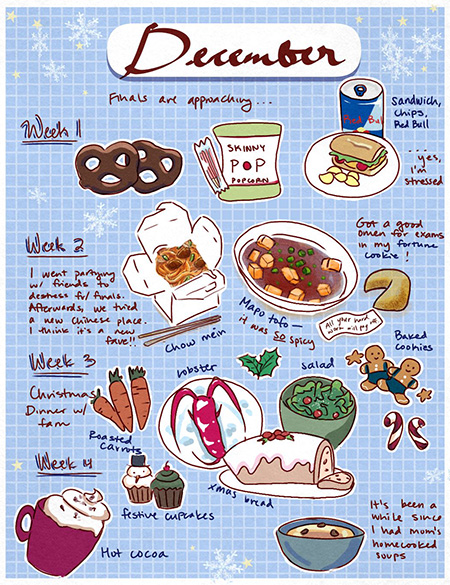 December
Finals are approaching...
Week 1
SKINNY
POP
POPCORN
Red Bull
Sandwich,
Chips,
Red Bull
...yes,
I'm
stressed
Week 2
I went partying
w/ friends to
destress fr/ finals.
Afterwards, we tried
a new Chinese place.
I think it's a new
fave!!
Chow mein
Mapo tofu —
it was so spicy
Got a good
omen for exams
in my fortune
cookie!
All your hard
work will pay off
Baked
Cookies
Week 3
Christmas
Dinner w/
fam
Roasted
Carrots
lobster
salad
xmas bread
Week 4
festive cupcakes
Hot cocoa
It's been a
while since
I had mom's
homecooked
soups